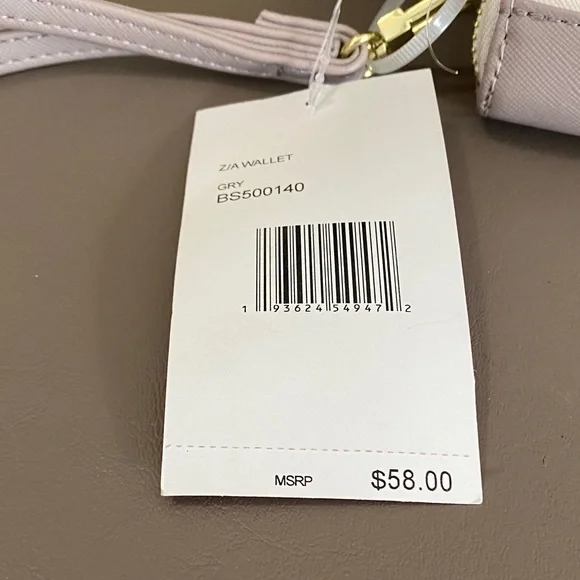 Z/A WALLET
GRY
BS500140
1 93624 54947 2
MSRP $58.00